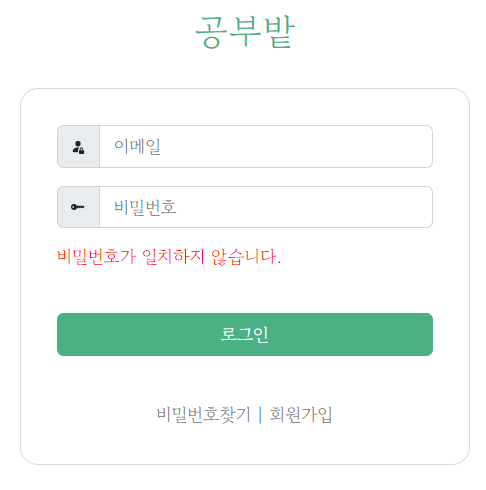 공부밭
이메일
비밀번호
비밀번호가 일치하지 않습니다.
로그인
비밀번호찾기 | 회원가입